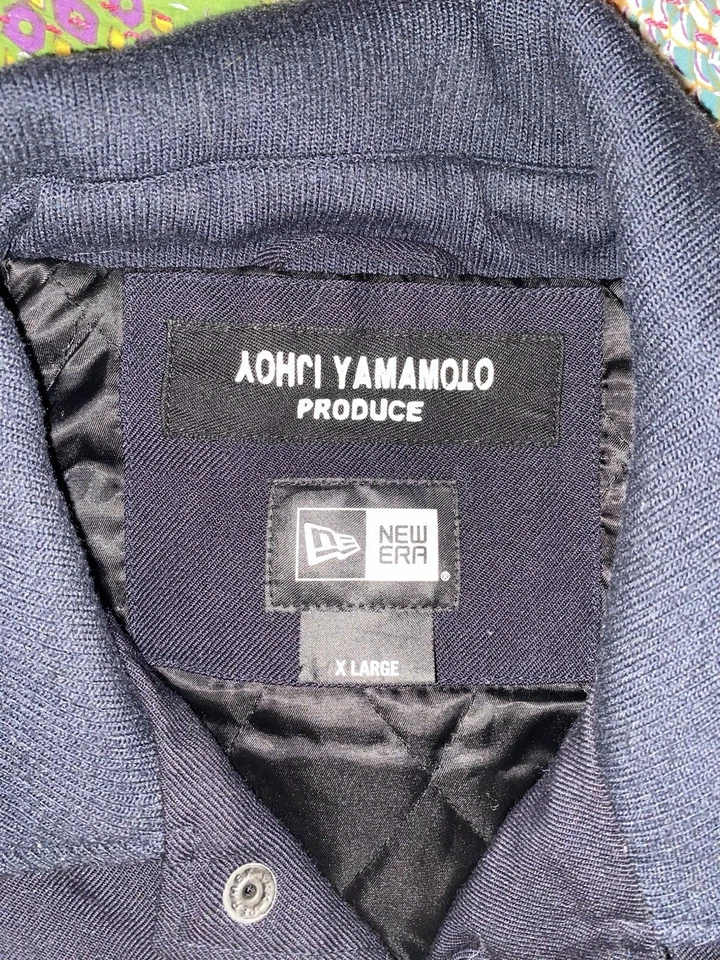 YOHJI YAMAMOTO
PRODUCE
NEW
ERA
®
X LARGE